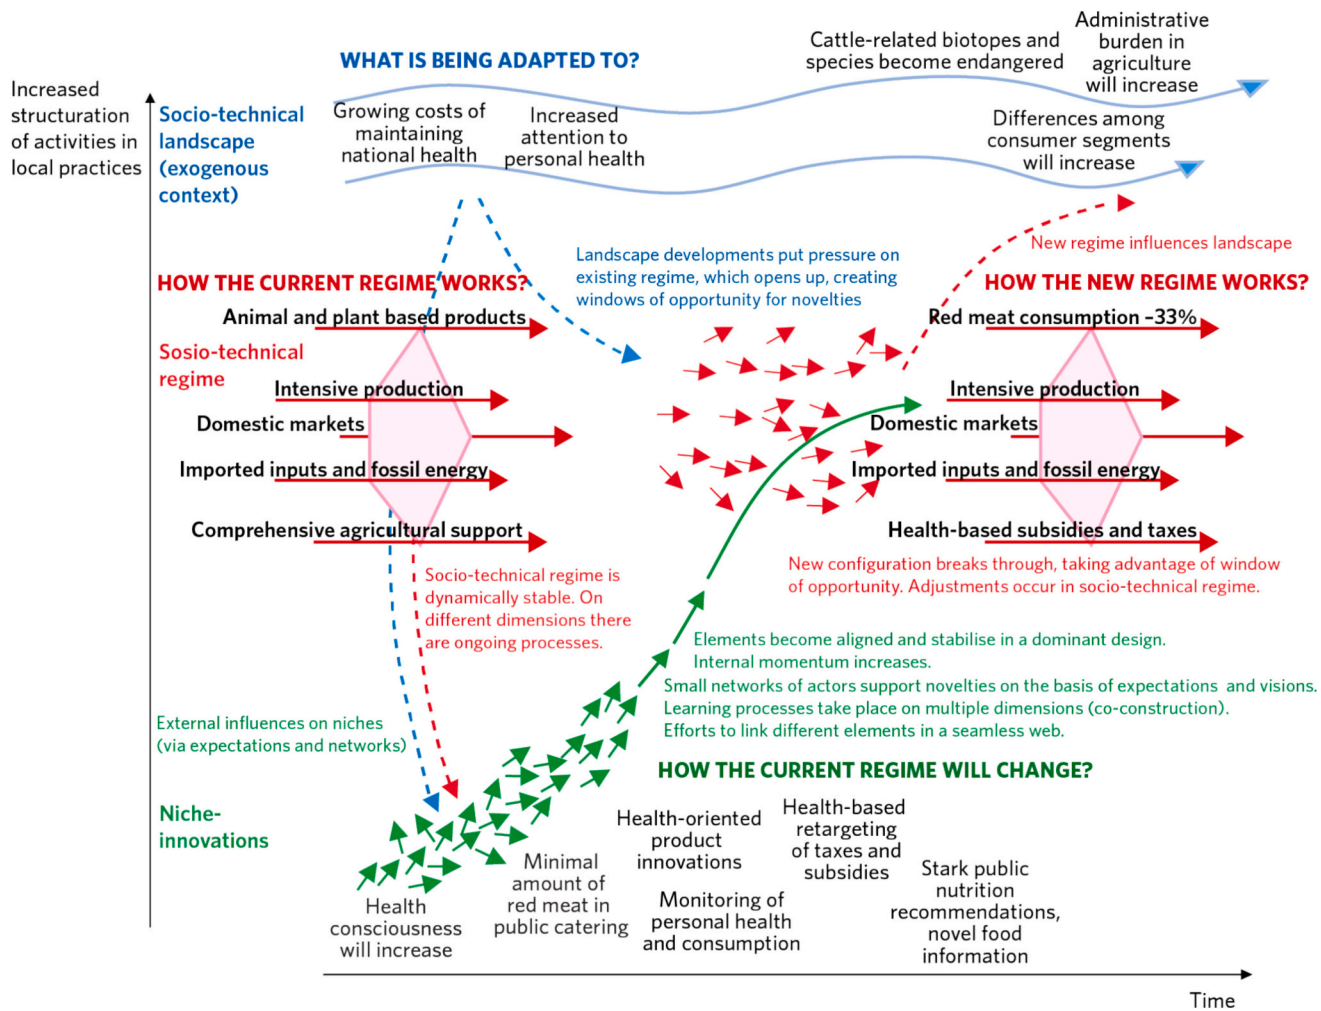 Increased
structuration
of activities in
local practices
WHAT IS BEING ADAPTED TO?
Socio-technical
landscape
(exogenous
context)
Growing costs of
maintaining
national health
Increased
attention to
personal health
Cattle-related biotopes and
species become endangered
Administrative
burden in
agriculture
will increase
Differences among
consumer segments
will increase
Landscape developments put pressure on
existing regime, which opens up, creating
windows of opportunity for novelties
New regime influences landscape
HOW THE CURRENT REGIME WORKS?
Animal and plant based products
Sosio-technical
regime
Intensive production
Domestic markets
Imported inputs and fossil energy
Comprehensive agricultural support
HOW THE NEW REGIME WORKS?
Red meat consumption –33%
Intensive production
Domestic markets
Imported inputs and fossil energy
Health-based subsidies and taxes
Socio-technical regime is
dynamically stable. On
different dimensions there
are ongoing processes.
New configuration breaks through, taking advantage of window
of opportunity. Adjustments occur in socio-technical regime.
Elements become aligned and stabilise in a dominant design.
Internal momentum increases.
Small networks of actors support novelties on the basis of expectations and visions.
Learning processes take place on multiple dimensions (co-construction).
Efforts to link different elements in a seamless web.
External influences on niches
(via expectations and networks)
HOW THE CURRENT REGIME WILL CHANGE?
Niche-
innovations
Health
consciousness
will increase
Minimal
amount of
red meat in
public catering
Health-oriented
product
innovations
Monitoring of
personal health
and consumption
Health-based
retargeting
of taxes and
subsidies
Stark public
nutrition
recommendations,
novel food
information
Time